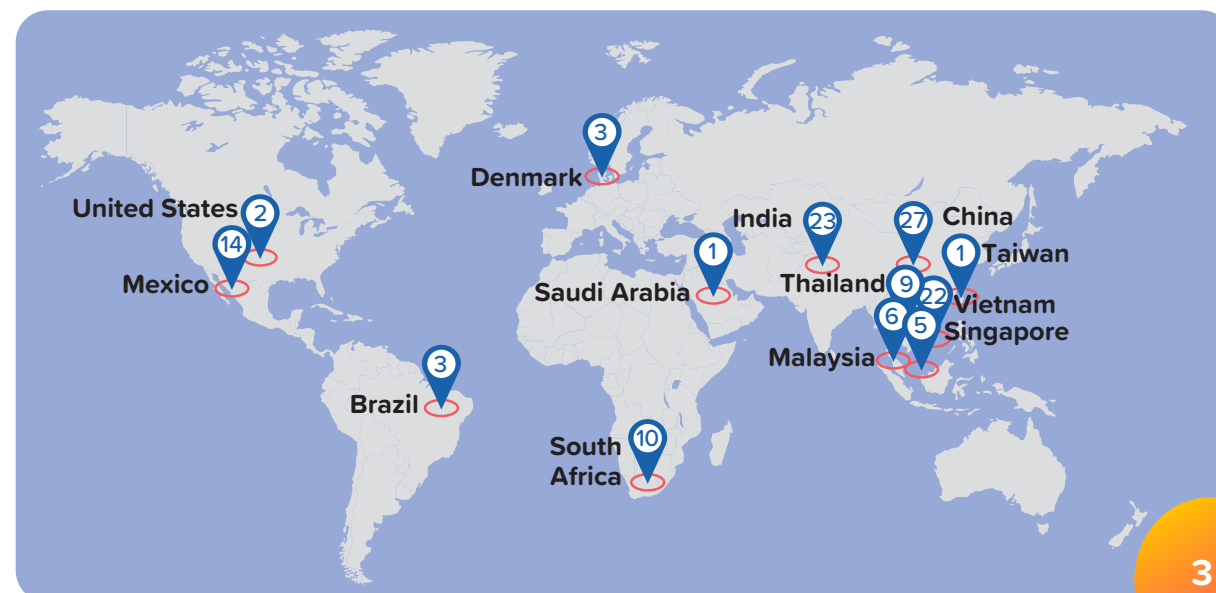 3
Denmark
United States
2
14
Mexico
India
23
27
China
1
Taiwan
1
Saudi Arabia
Thailand
9
22
Vietnam
6
5
Singapore
Malaysia
3
Brazil
10
South
Africa
3